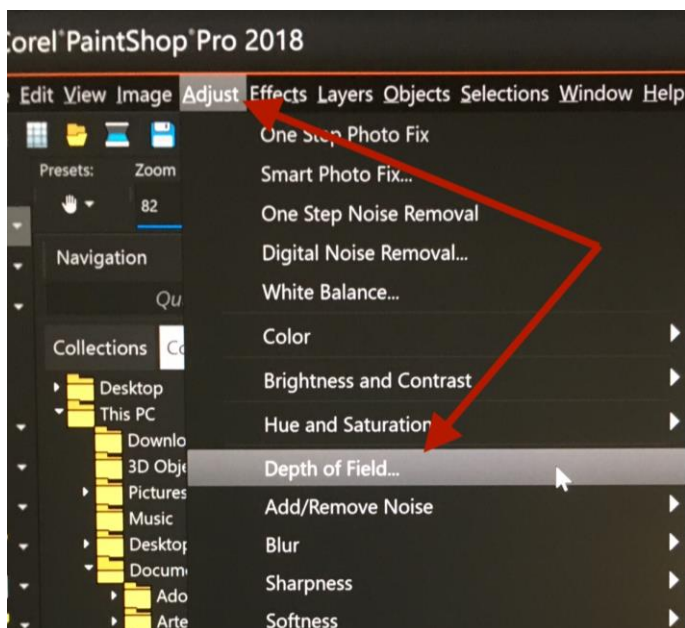 Corel PaintShop Pro 2018
Edit View Image Adjust Effects Layers Objects Selections Window Help
One Step Photo Fix
Presets: Zoom
Smart Photo Fix...
82
One Step Noise Removal
Navigation
Digital Noise Removal...
Qu
White Balance...
Collections Co
Color
Desktop
Brightness and Contrast
This PC
Hue and Saturation
Downlo
3D Obje
Depth of Field...
Pictures
Add/Remove Noise
Music
Desktop
Blur
Docum
Sharpness
Ado
Softness
Arte